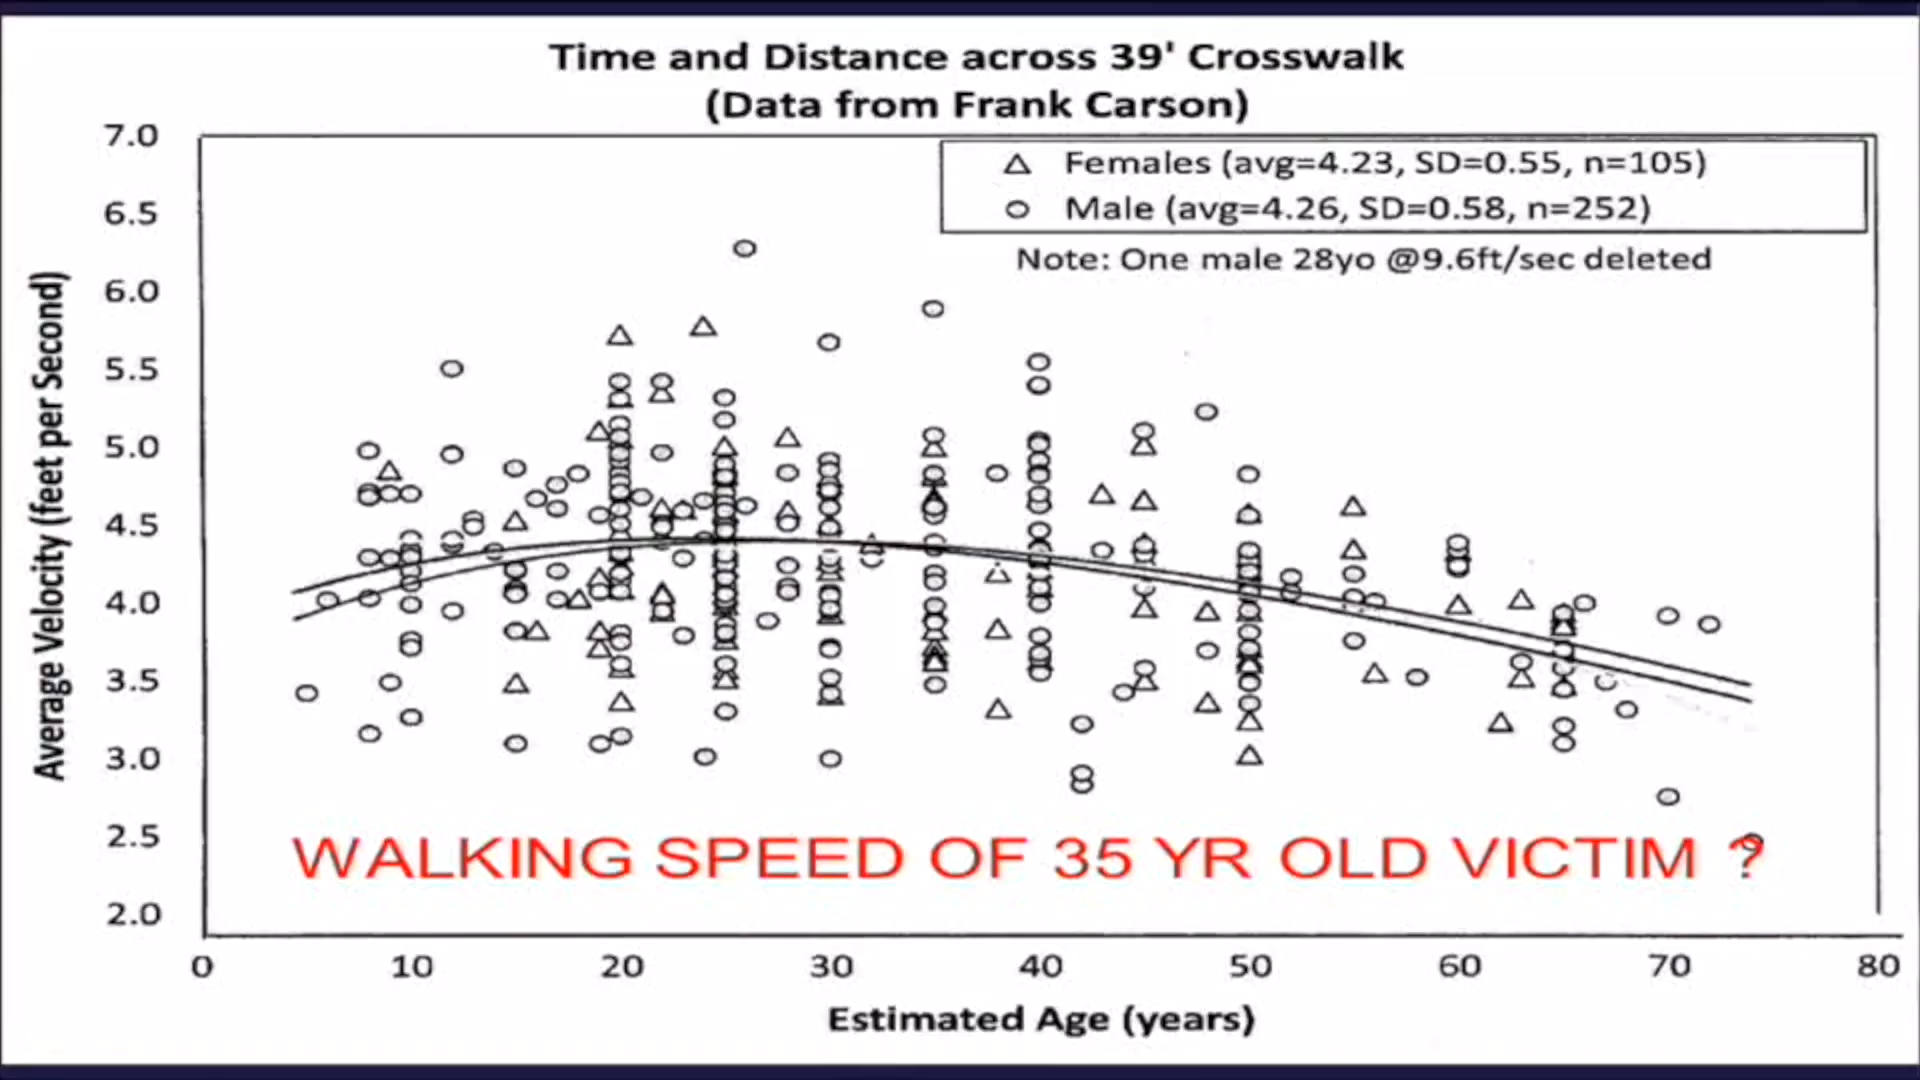 Time and Distance across 39' Crosswalk
(Data from Frank Carson)
7.0
6.5
6.0
5.5
5.0
4.5
4.0
3.5
3.0
2.5
2.0
Average Velocity (feet per Second)
Females (avg=4.23, SD=0.55, n=105)
Male (avg=4.26, SD=0.58, n=252)
Note: One male 28yo @9.6ft/sec deleted
WALKING SPEED OF 35 YR OLD VICTIM ?
0 10 20 30 40 50 60 70 80
Estimated Age (years)